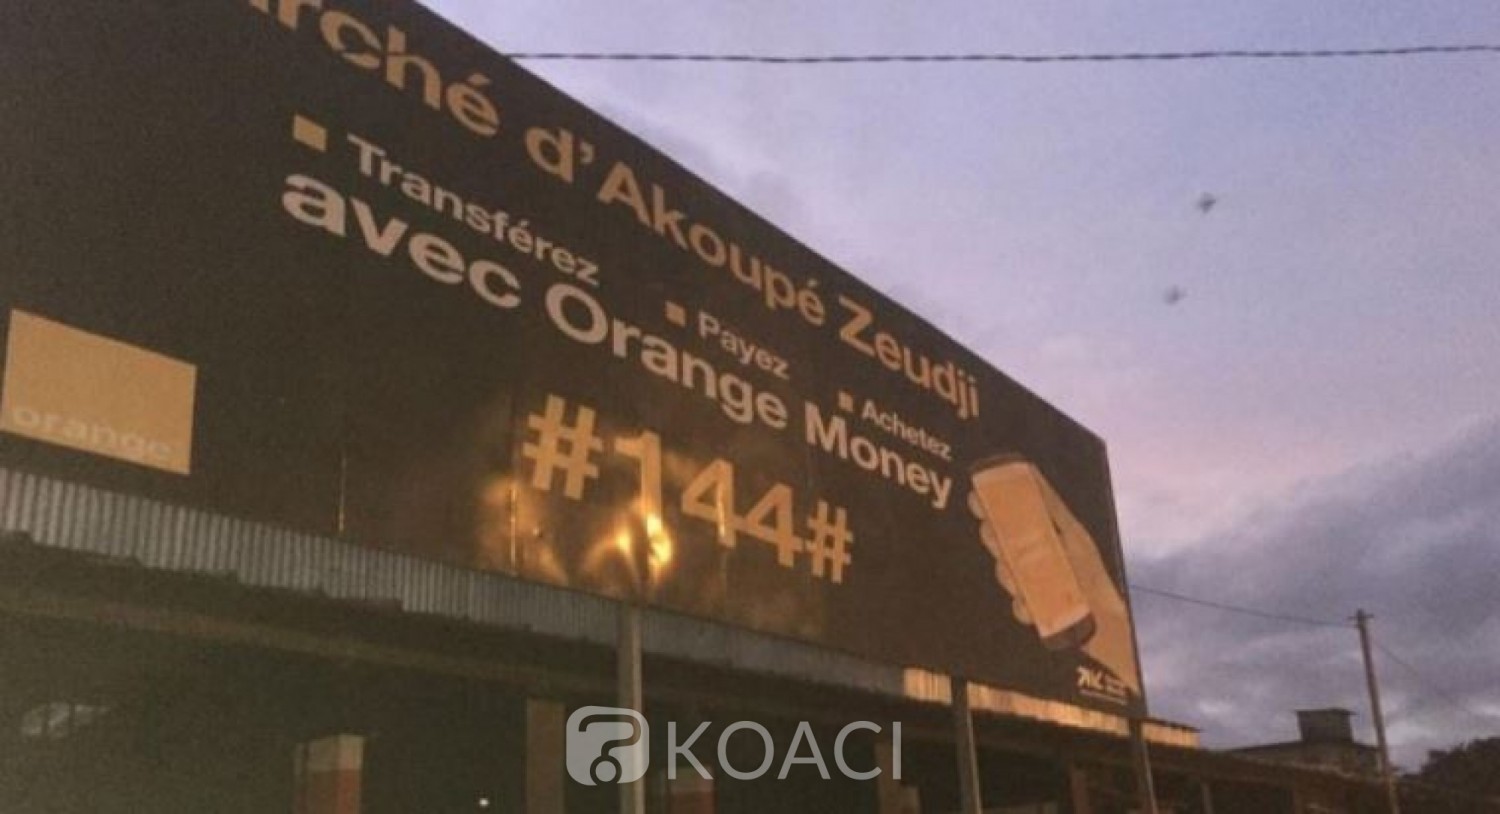 rché d'Akoupé Zeudji
Transférez Payez Achetez
avec Orange Money
#144#
orange
KOACI